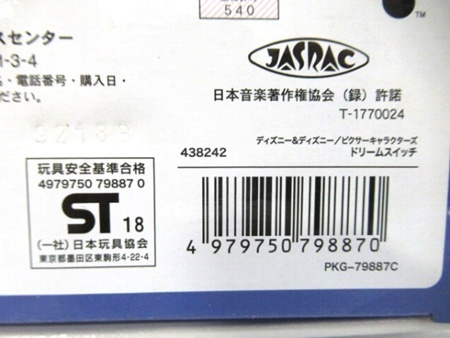 540
TM
スセンター
1-3-4
・電話番号・購入日・
ださい。
JASRAC
日本音楽著作権協会（録）許諾
T-1770024
ディズニー&ディズニー/ピクサーキャラクターズ
438242 ドリームスイッチ
玩具安全基準合格
4979750 79887 0
ST 18
(一社)日本玩具協会
東京都墨田区東駒形4-22-4
4 979750 798870
PKG-79887C